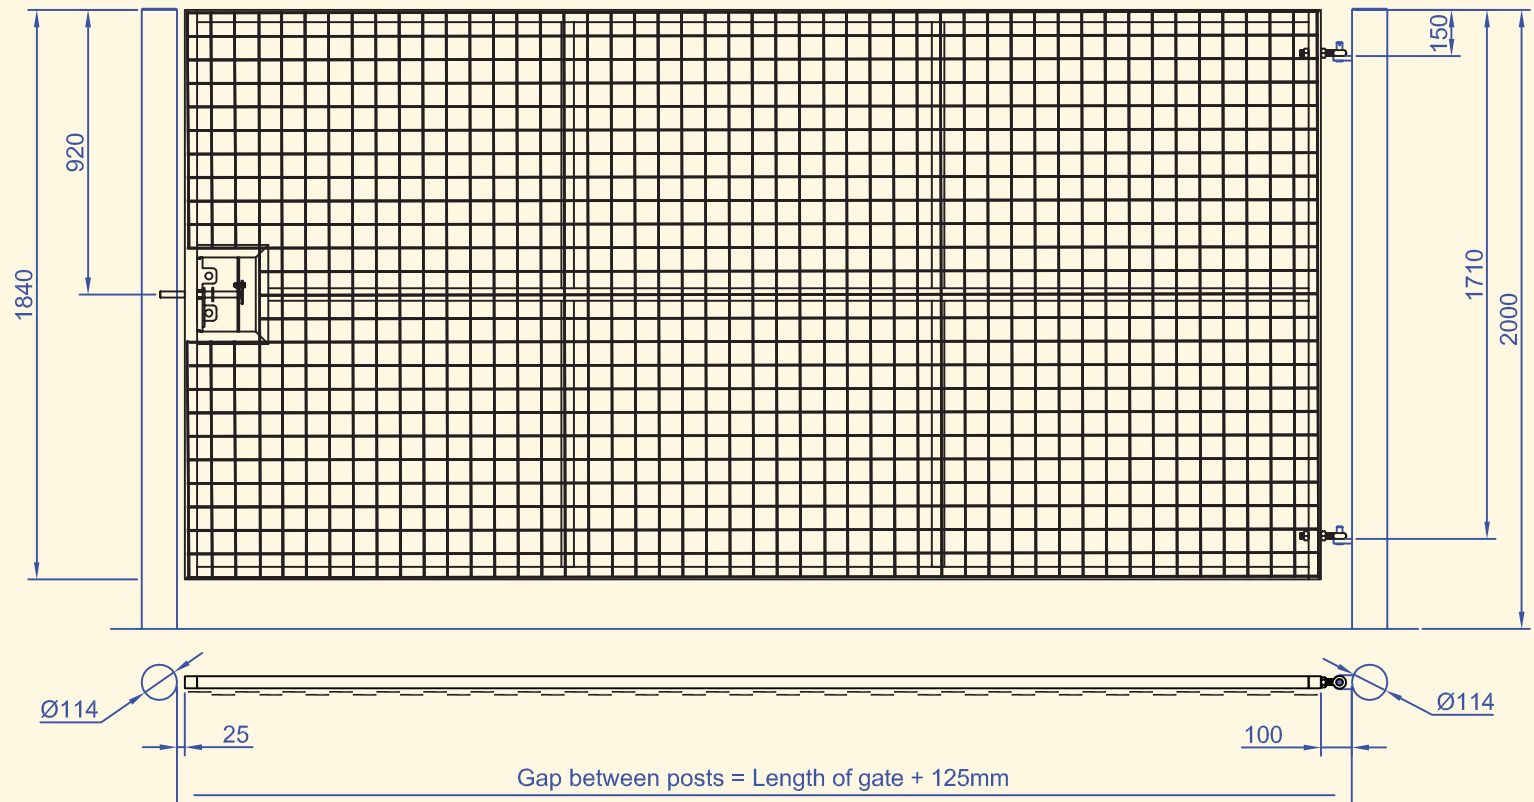 150
920
1840
1710
2000
Ø114
Ø114
25
100
Gap between posts = Length of gate + 125mm